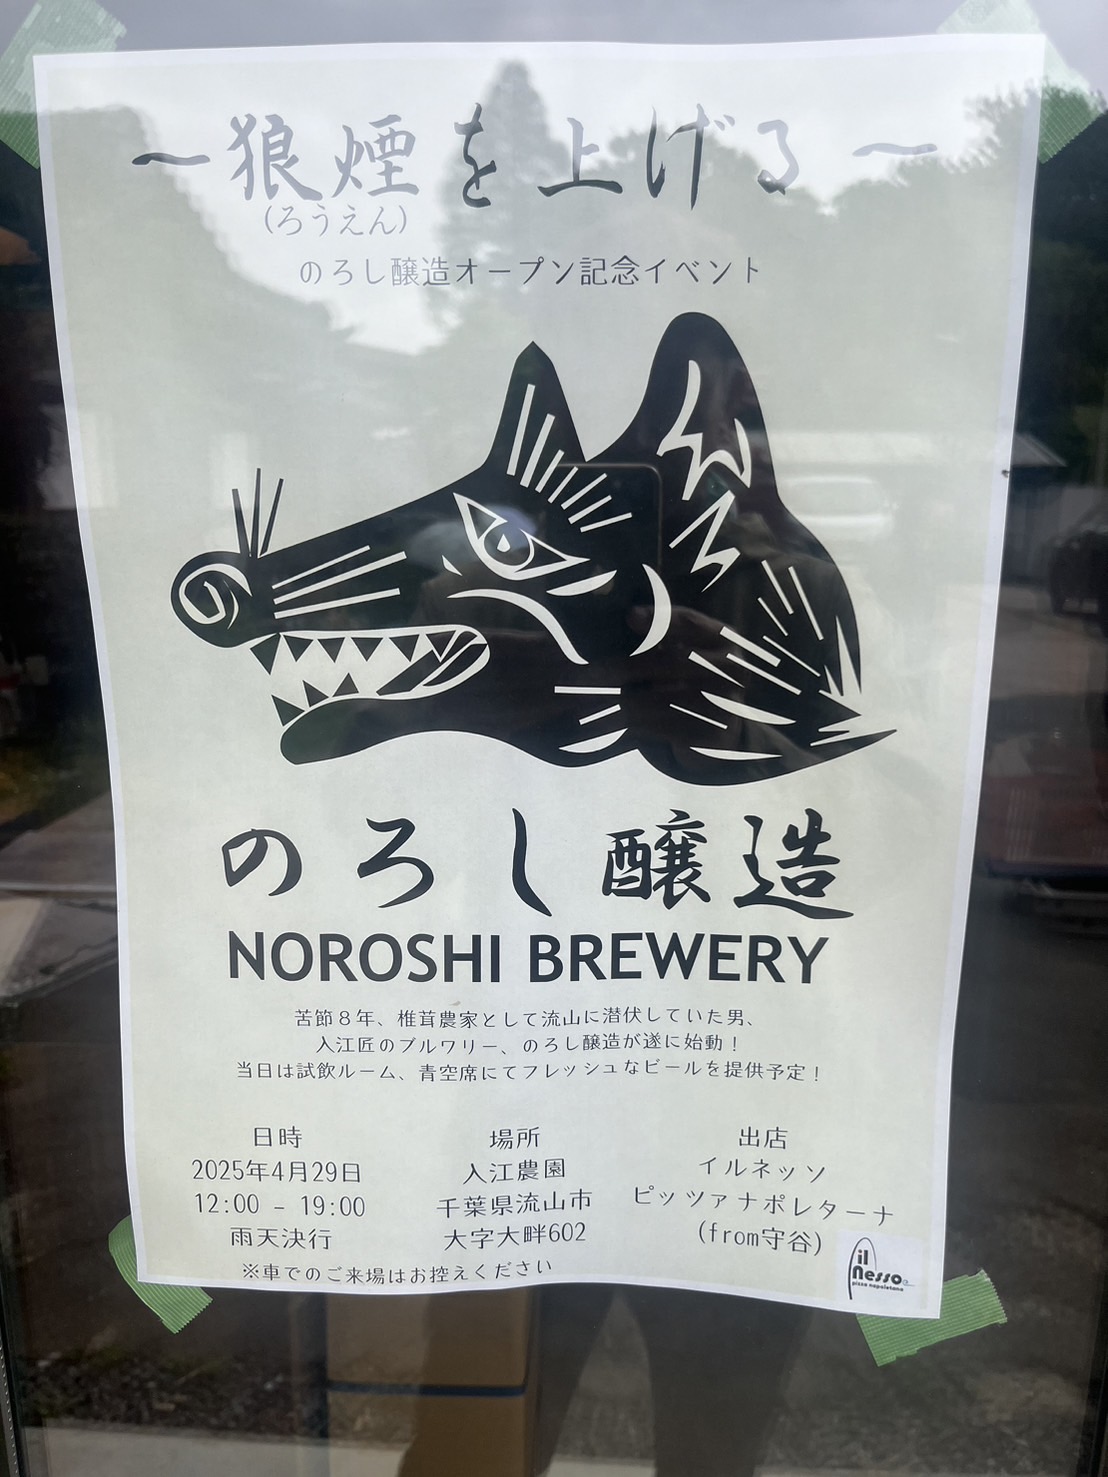 ～狼煙を上げる～
(ろうえん)
のろし醸造オープン記念イベント
のろし醸造
NOROSHI BREWERY
苦節８年、椎茸農家として流山に潜伏していた男、
入江匠のブルワリー、のろし醸造が遂に始動！
当日は試飲ルーム、青空席にてフレッシュなビールを提供予定！
日時
2025年4月29日
12:00 – 19:00
雨天決行
場所
入江農園
千葉県流山市
大字大畔602
出店
イルネッソ
ピッツァナポレターナ
(from守谷)
※車でのご来場はお控えください
il
nesso
pizza napoletana